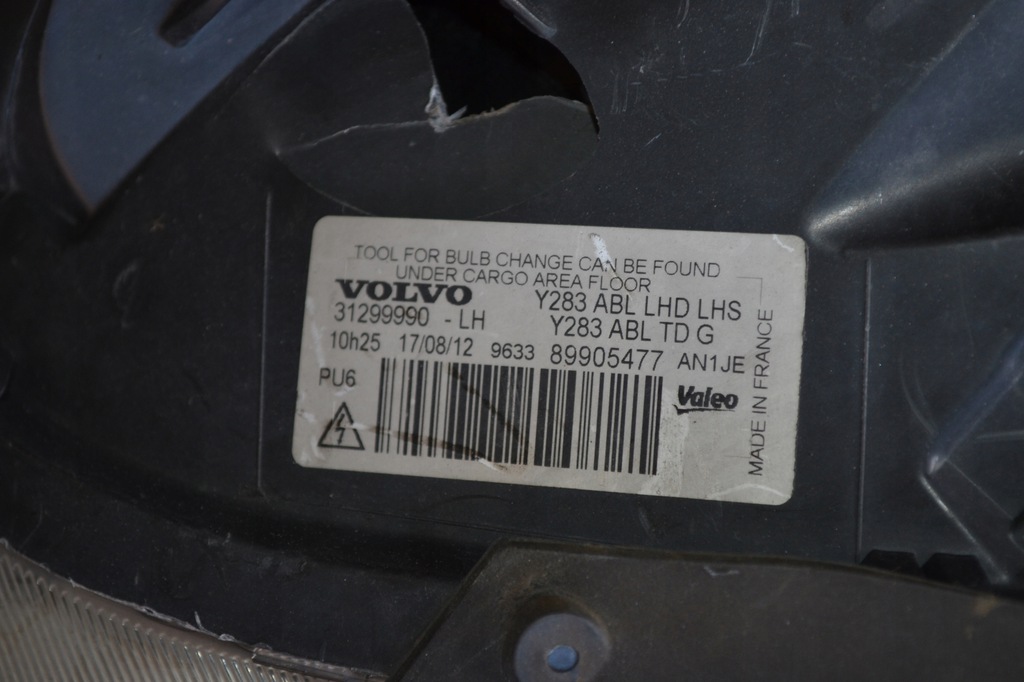 TOOL FOR BULB CHANGE CAN BE FOUND
UNDER CARGO AREA FLOOR
VOLVO Y283 ABL LHD LHS
31299990 - LH Y283 ABL TD G
10h25 17/08/12 9633 89905477 AN1JE
PU6
Valeo
MADE IN FRANCE